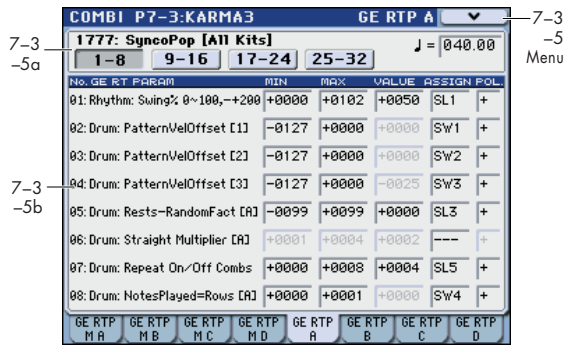 COMBI P7-3:KARMA3 GE RTP A
7-3
-5
Menu
7-3
-5a
1777: SyncoPop [All Kits] ♩= 040.00
1-8 9-16 17-24 25-32
No. GE RT PARAM MIN MAX VALUE ASSIGN POL.
01: Rhythm: Swing% 0~100,-+200 +0000 +0102 +0050 SL1 +
02: Drum: PatternVelOffset [1] -0127 +0000 +0000 SW1 +
03: Drum: PatternVelOffset [2] -0127 +0000 +0000 SW2 +
7-3
-5b
04: Drum: PatternVelOffset [3] -0127 +0000 -0025 SW3 +
05: Drum: Rests-RandomFact [A] -0099 +0099 +0000 SL3 +
06: Drum: Straight Multiplier [A] +0001 +0004 +0002 --- +
07: Drum: Repeat On/Off Combs +0000 +0008 +0004 SL5 +
08: Drum: NotesPlayed=Rows [A] +0000 +0001 +0000 SW4 +
GE RTP M A GE RTP M B GE RTP M C GE RTP M D GE RTP A GE RTP B GE RTP C GE RTP D